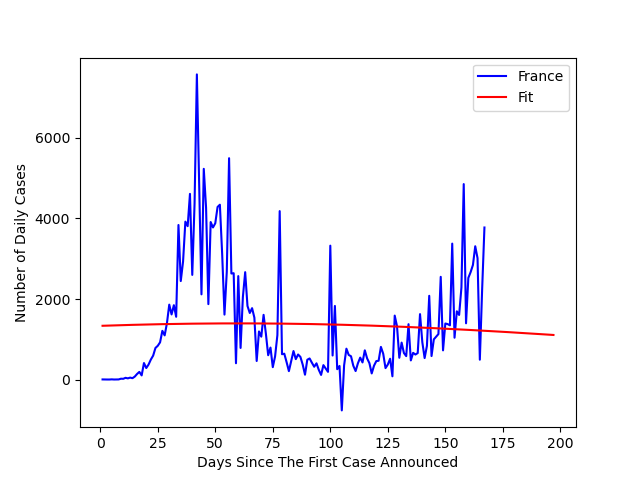 France
Fit
Number of Daily Cases
6000
4000
2000
0
0 25 50 75 100 125 150 175 200
Days Since The First Case Announced